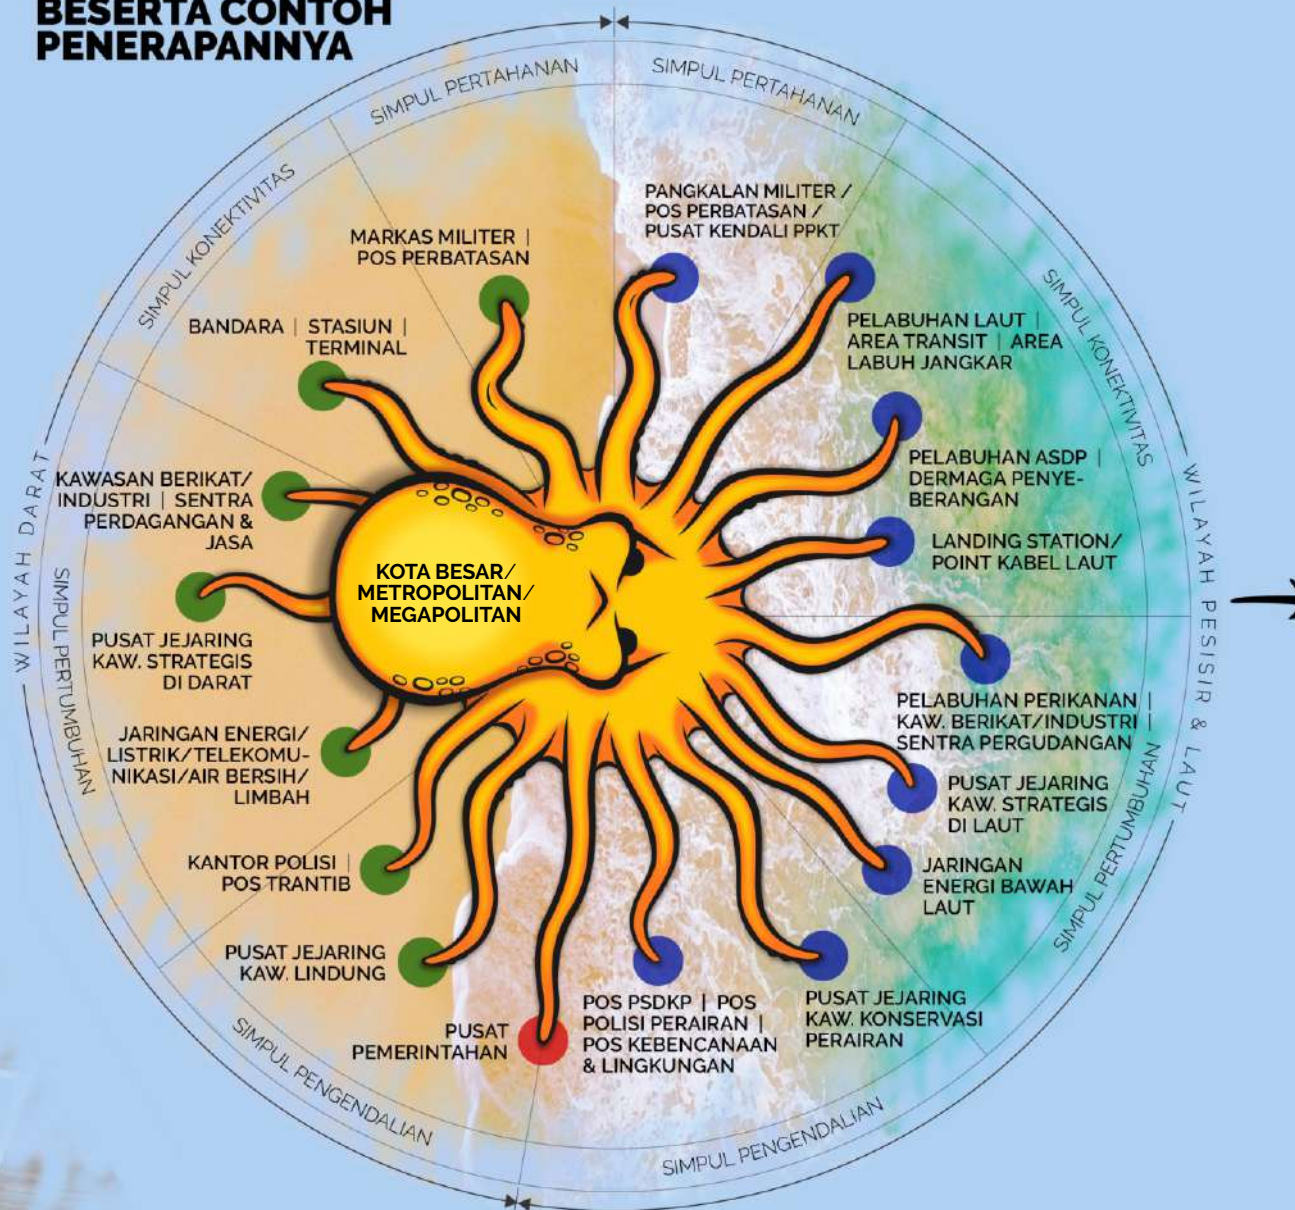 BESERTA CONTOH
PENERAPANNYA
SIMPUL PERTAHANAN
SIMPUL PERTAHANAN
SIMPUL KONEKTIVITAS
SIMPUL KONEKTIVITAS
PANGKALAN MILITER /
POS PERBATASAN /
PUSAT KENDALI PPKT
MARKAS MILITER |
POS PERBATASAN
BANDARA | STASIUN |
TERMINAL
PELABUHAN LAUT |
AREA TRANSIT | AREA
LABUH JANGKAR
PELABUHAN ASDP |
DERMAGA PENYE-
BERANGAN
KAWASAN BERIKAT/
INDUSTRI | SENTRA
PERDAGANGAN &
JASA
LANDING STATION/
POINT KABEL LAUT
WILAYAH DARAT
WILAYAH PESISIR & LAUT
KOTA BESAR/
METROPOLITAN/
MEGAPOLITAN
PUSAT JEJARING
KAW. STRATEGIS
DI DARAT
SIMPUL PERTUMBUHAN
PELABUHAN PERIKANAN |
KAW. BERIKAT/INDUSTRI |
SENTRA PERGUDANGAN
JARINGAN ENERGI/
LISTRIK/TELEKOMU-
NIKASI/AIR BERSIH/
LIMBAH
PUSAT JEJARING
KAW. STRATEGIS
DI LAUT
SIMPUL PERTUMBUHAN
KANTOR POLISI |
POS TRANTIB
JARINGAN
ENERGI BAWAH
LAUT
PUSAT JEJARING
KAW. LINDUNG
PUSAT
PEMERINTAHAN
POS PSDKP | POS
POLISI PERAIRAN |
POS KEBENCANAAN
& LINGKUNGAN
PUSAT JEJARING
KAW. KONSERVASI
PERAIRAN
SIMPUL PENGENDALIAN
SIMPUL PENGENDALIAN